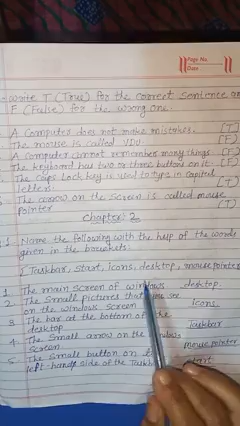 Page No.
Date
Write T (True) for the correct sentence and
F (False) for the wrong one.
A Computer does not make mistakes. [T]
The mouse is called VDU. [F]
A Computer cannot remember many things. [F]
The Keyboard has two or three buttons on it. [F]
The Caps Lock key is used to type in capital
letters. [T]
The arrow on the Screen is called mouse
pointer [T]
Chapter 2
Name the following with the help of the words
given in the brackets:
[ Taskbar, Start, icons, desktop, mouse pointer
1 The main screen of windows desktop.
2 The Small pictures that we see
on the windows screen icons
3 The bar at the bottom of the
desktop Taskbar
4 The Small arrow on the
Screen mouse pointer
5 The Small button on
left-hand side of the Taskbar Start